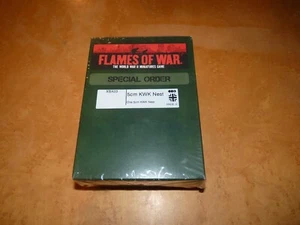 FLAMES OF WAR
THE WORLD WAR II MINIATURES GAME
SPECIAL ORDER
5cm KWK Nest